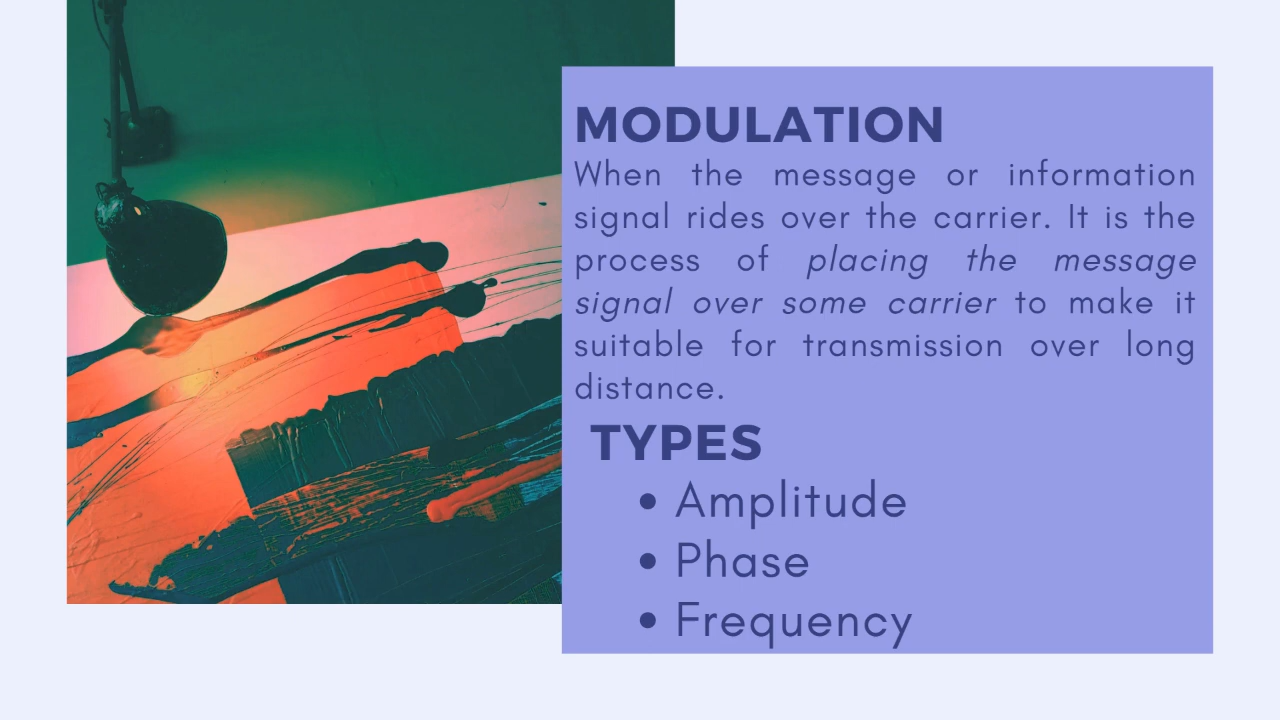 MODULATION
When the message or information
signal rides over the carrier. It is the
process of placing the message
signal over some carrier to make it
suitable for transmission over long
distance.
TYPES
• Amplitude
• Phase
• Frequency